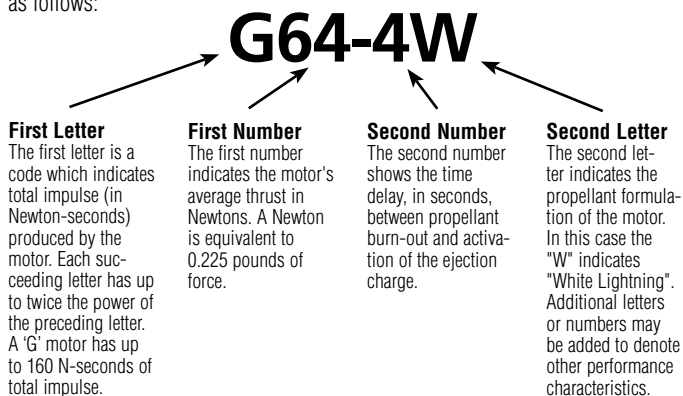 as follows:
G64-4W
First Letter
The first letter is a
code which indicates
total impulse (in
Newton-seconds)
produced by the
motor. Each suc-
ceeding letter has up
to twice the power of
the preceding letter.
A ‘G’ motor has up
to 160 N-seconds of
total impulse.
First Number
The first number
indicates the motor's
average thrust in
Newtons. A Newton
is equivalent to
0.225 pounds of
force.
Second Number
The second number
shows the time
delay, in seconds,
between propellant
burn-out and activa-
tion of the ejection
charge.
Second Letter
The second let-
ter indicates the
propellant formula-
tion of the motor.
In this case the
"W" indicates
"White Lightning".
Additional letters
or numbers may
be added to denote
other performance
characteristics.